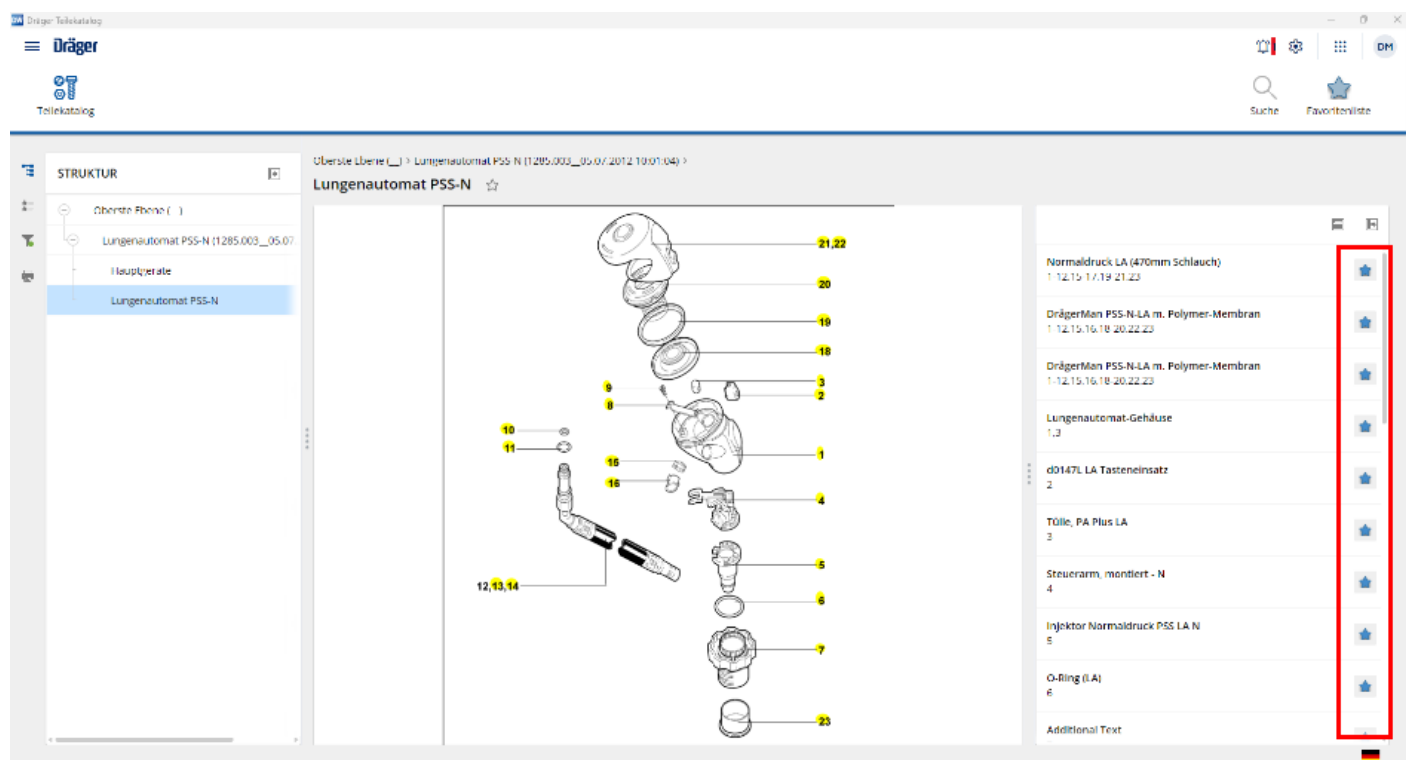 Dräger Teilekatalog
Dräger
DM
Teilekatalog
Suche
Favoritenliste
STRUKTUR
Oberste Ebene (__)
Lungenautomat PSS-N (1285.003__05.07.
Hauptgeräte
Lungenautomat PSS-N
Oberste Ebene (__) > Lungenautomat PSS-N (1285.003__05.07.2012 10:01:04) >
Lungenautomat PSS-N
21,22
20
19
18
3
2
9
8
10
11
1
15
16
4
5
12,13,14
6
7
23
Normaldruck LA (470mm Schlauch)
1-12.15-17.19-21.23
DrägerMan PSS-N-LA m. Polymer-Membran
1-12.15.16.18-20.22.23
DrägerMan PSS-N-LA m. Polymer-Membran
1-12.15.16.18-20.22.23
Lungenautomat-Gehäuse
1.3
d0147L LA Tasteneinsatz
2
Tülle, PA Plus LA
3
Steuerarm, montiert - N
4
Injektor Normaldruck PSS LA N
5
O-Ring (LA)
6
Additional Text